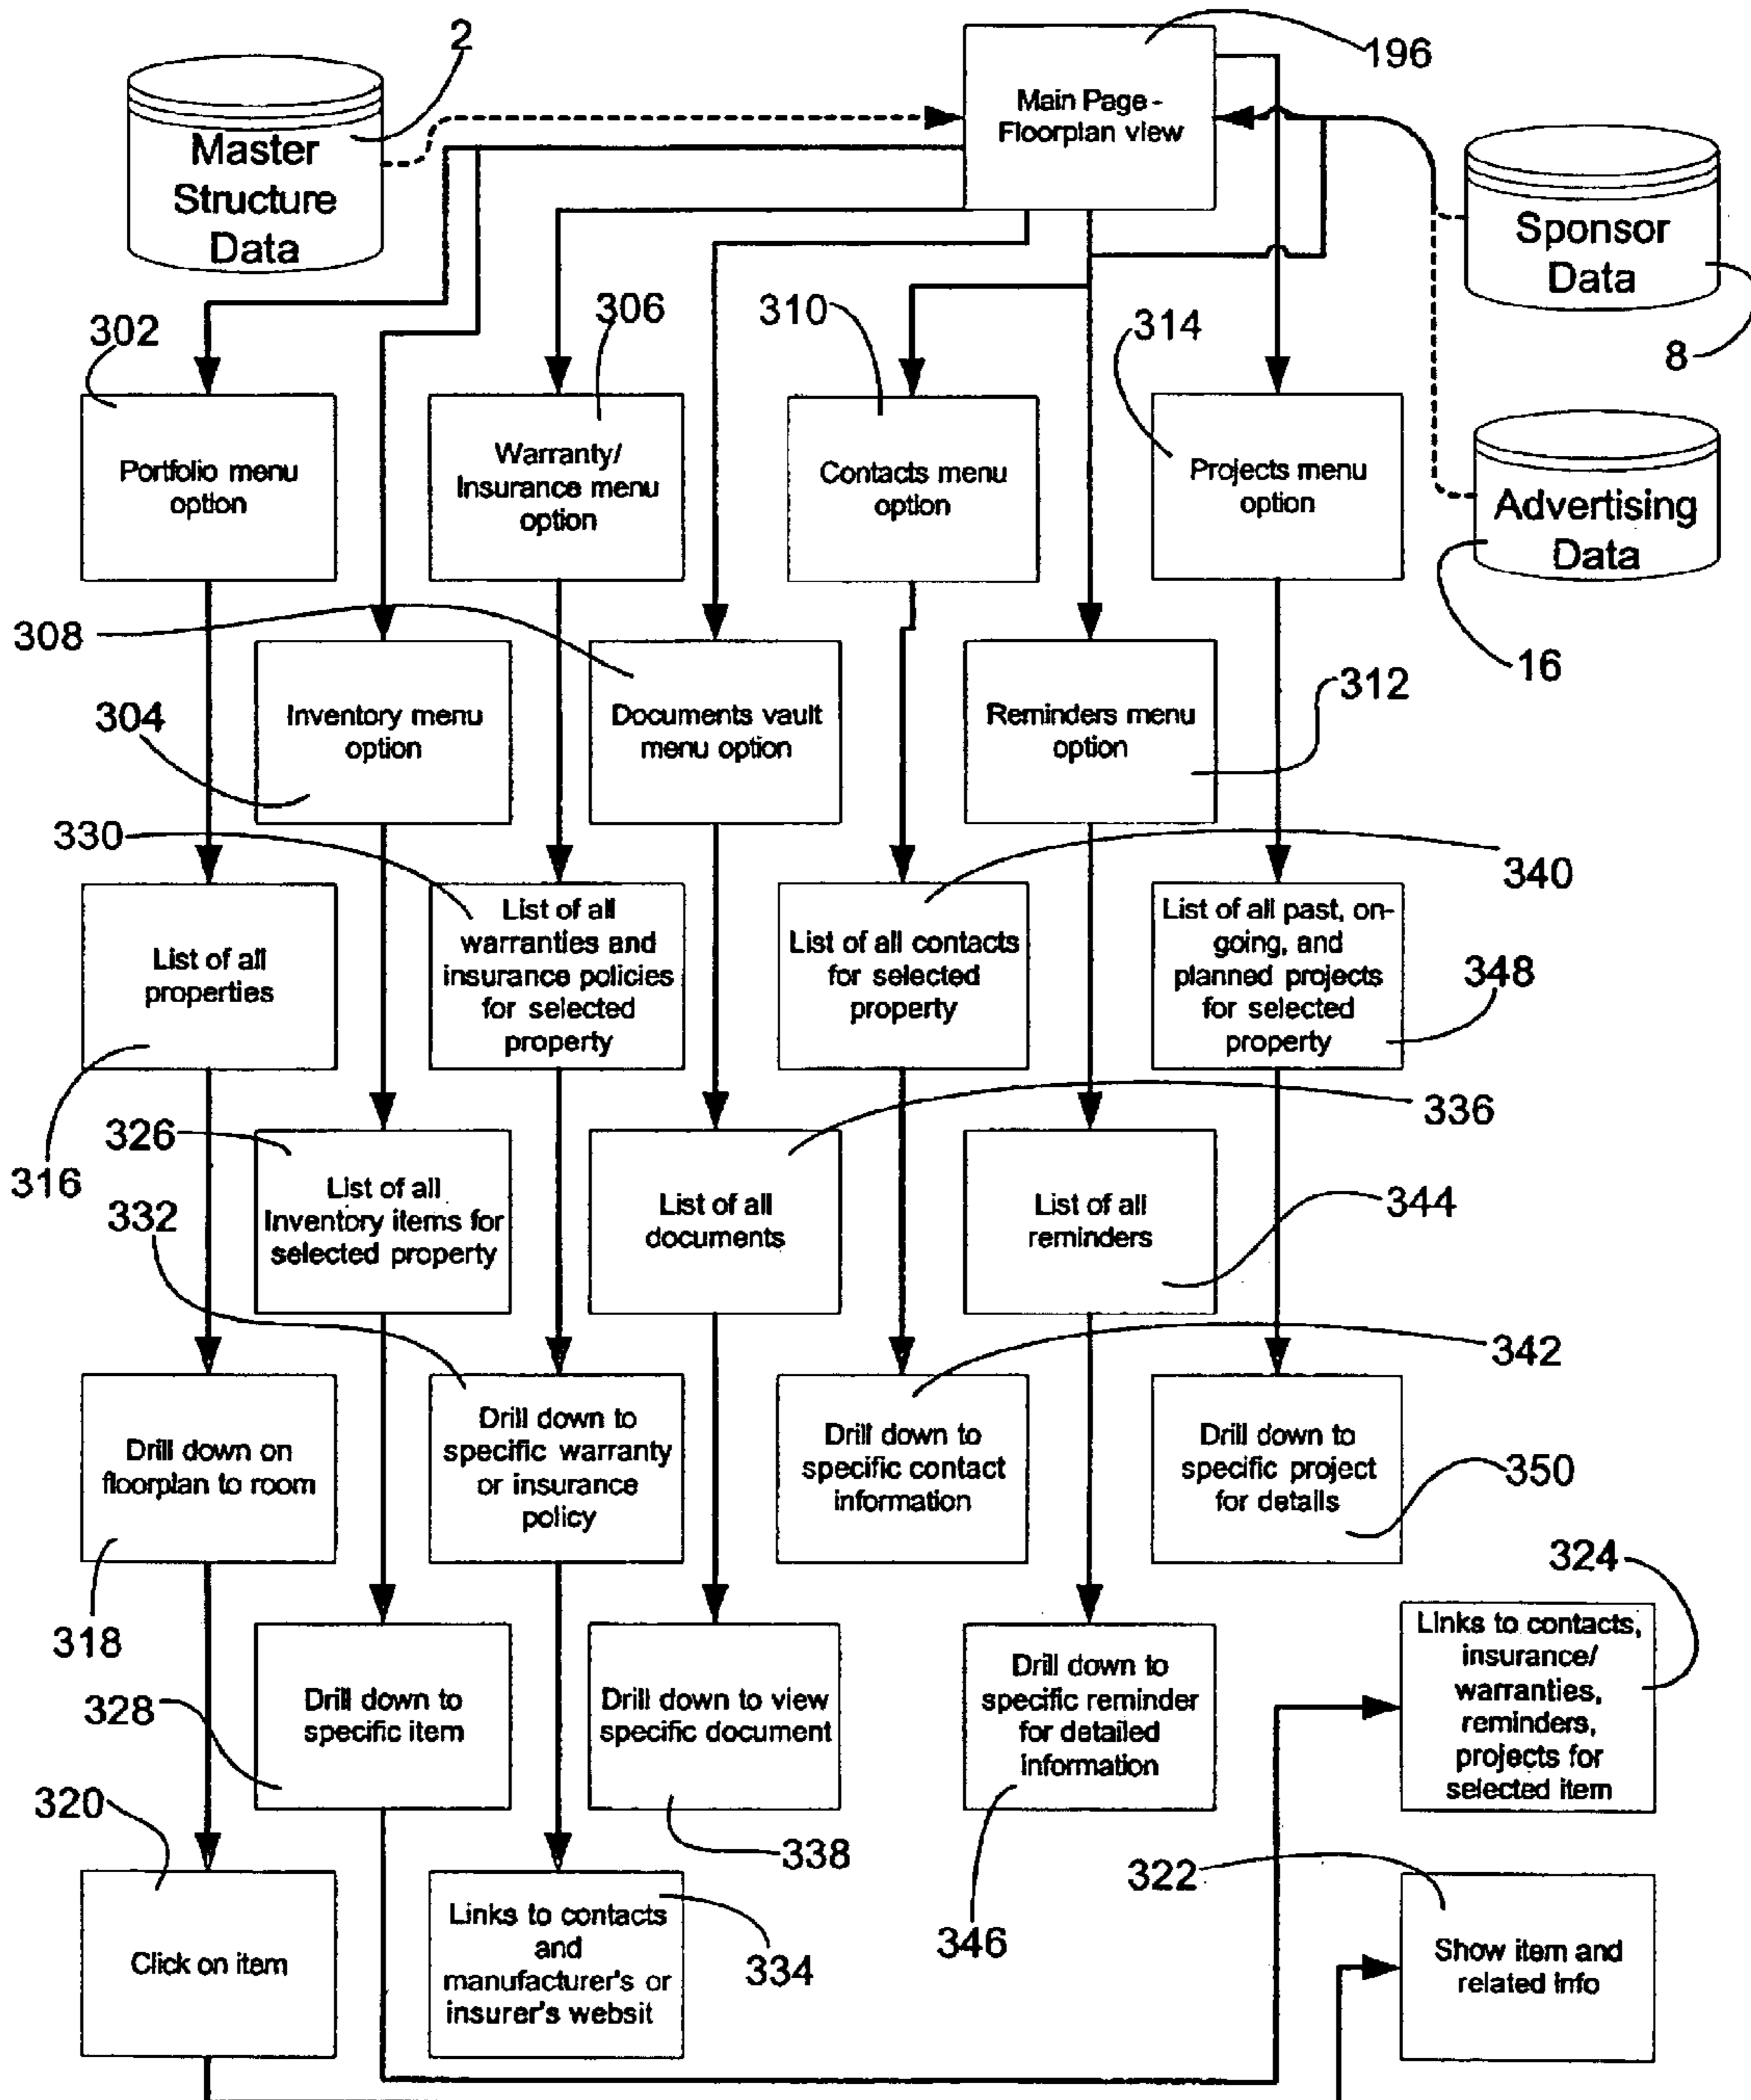 2
196
Main Page -
Floorplan view
Master
Structure
Data
Sponsor
Data
8
302
306
310
314
Portfolio menu
option
Warranty/
Insurance menu
option
Contacts menu
option
Projects menu
option
Advertising
Data
16
308
304
Inventory menu
option
Documents vault
menu option
Reminders menu
option
312
330
340
List of all
properties
List of all
warranties and
insurance policies
for selected
property
List of all contacts
for selected
property
List of all past, on-
going, and
planned projects
for selected
property
348
316
326
332
List of all
Inventory items for
selected property
List of all
documents
List of all
reminders
336
344
342
Drill down on
floorplan to room
Drill down to
specific warranty
or insurance
policy
Drill down to
specific contact
information
Drill down to
specific project
for details
350
324
318
328
Drill down to
specific item
Drill down to view
specific document
Drill down to
specific reminder
for detailed
information
Links to contacts,
insurance/
warranties,
reminders,
projects for
selected item
320
338
322
346
Click on item
Links to contacts
and
manufacturer's or
insurer's websit
334
Show item and
related info